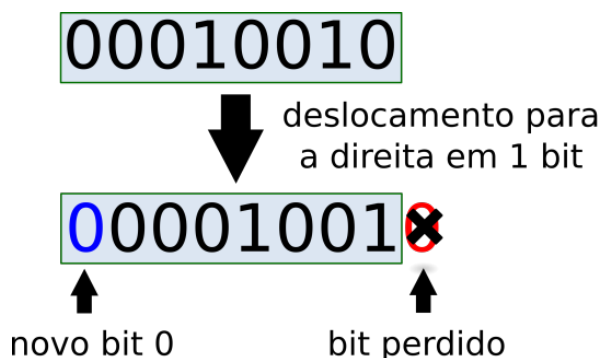 00010010
deslocamento para
a direita em 1 bit
000010010
novo bit 0
bit perdido